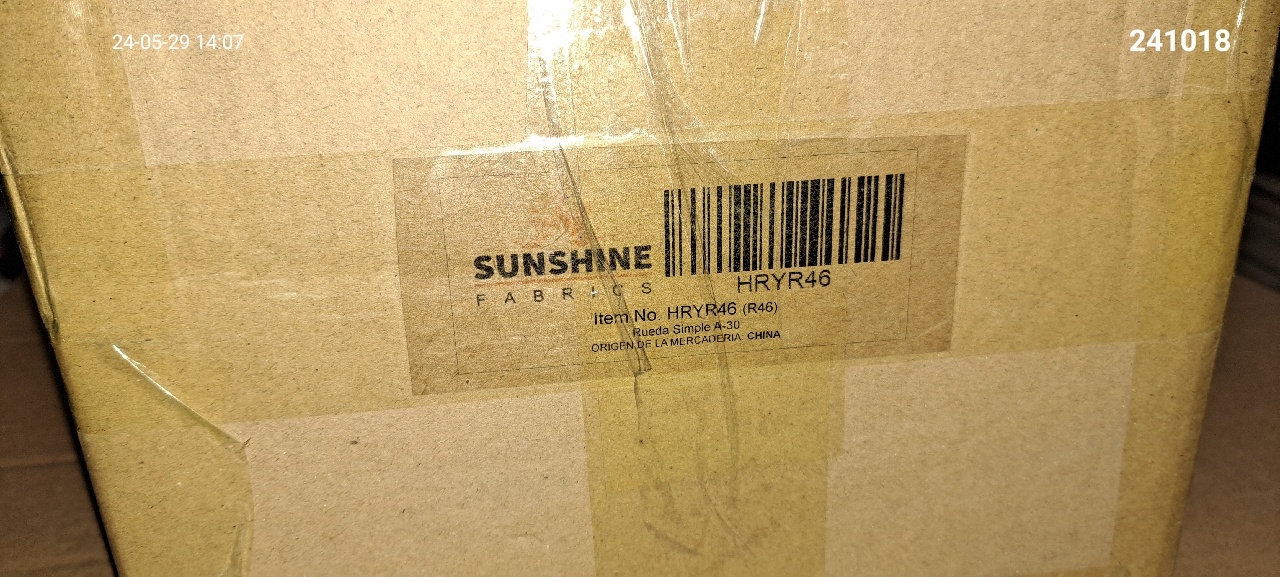 24-05-29 14:07
241018
SUNSHINE
FABRICS
HRYR46
Item No. HRYR46 (R46)
Rueda Simple A-30
ORIGEN DE LA MERCADERIA: CHINA